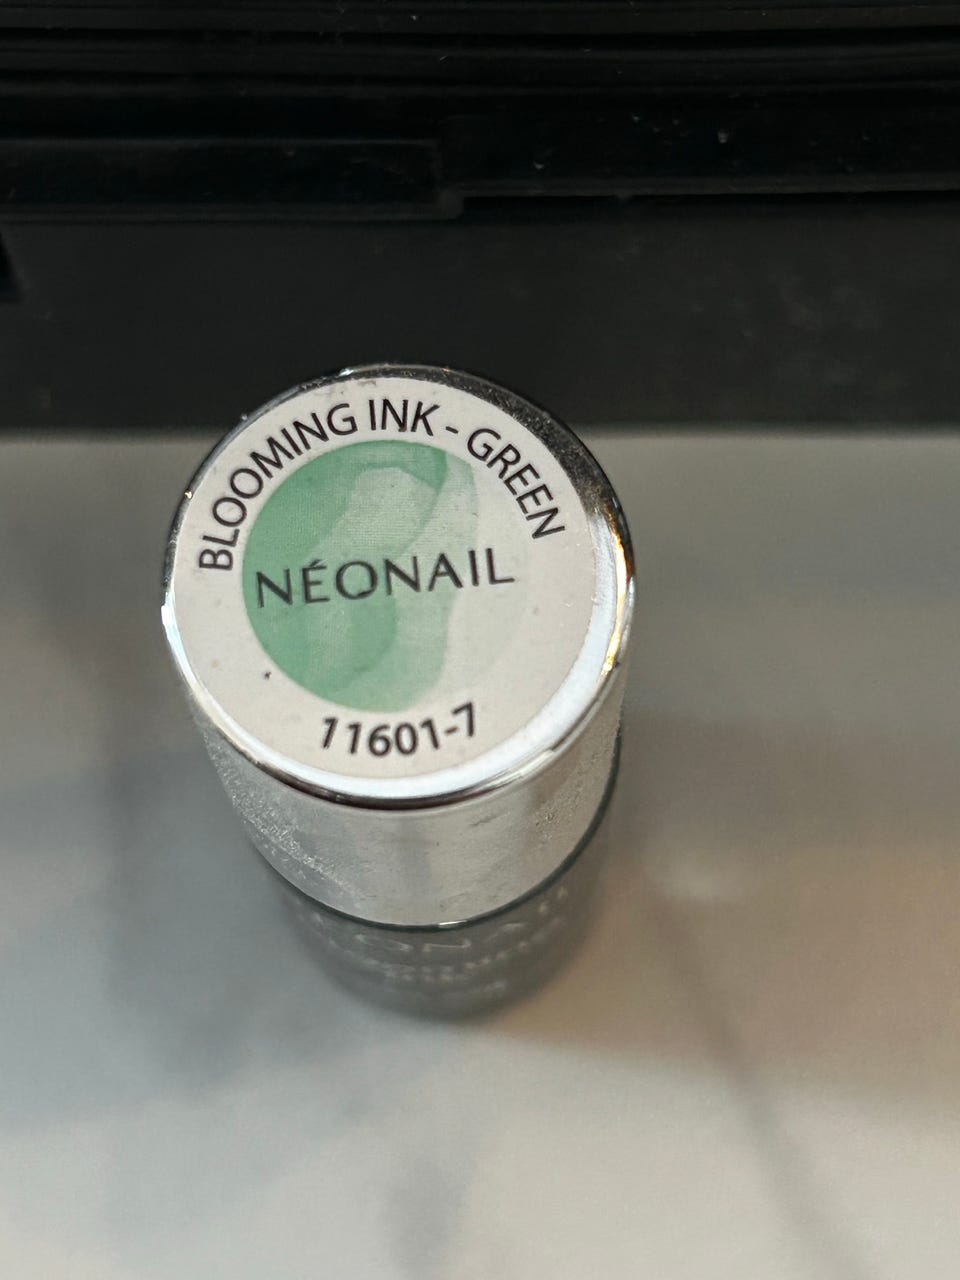 BLOOMING INK - GREEN
NÉONAIL
11601-7